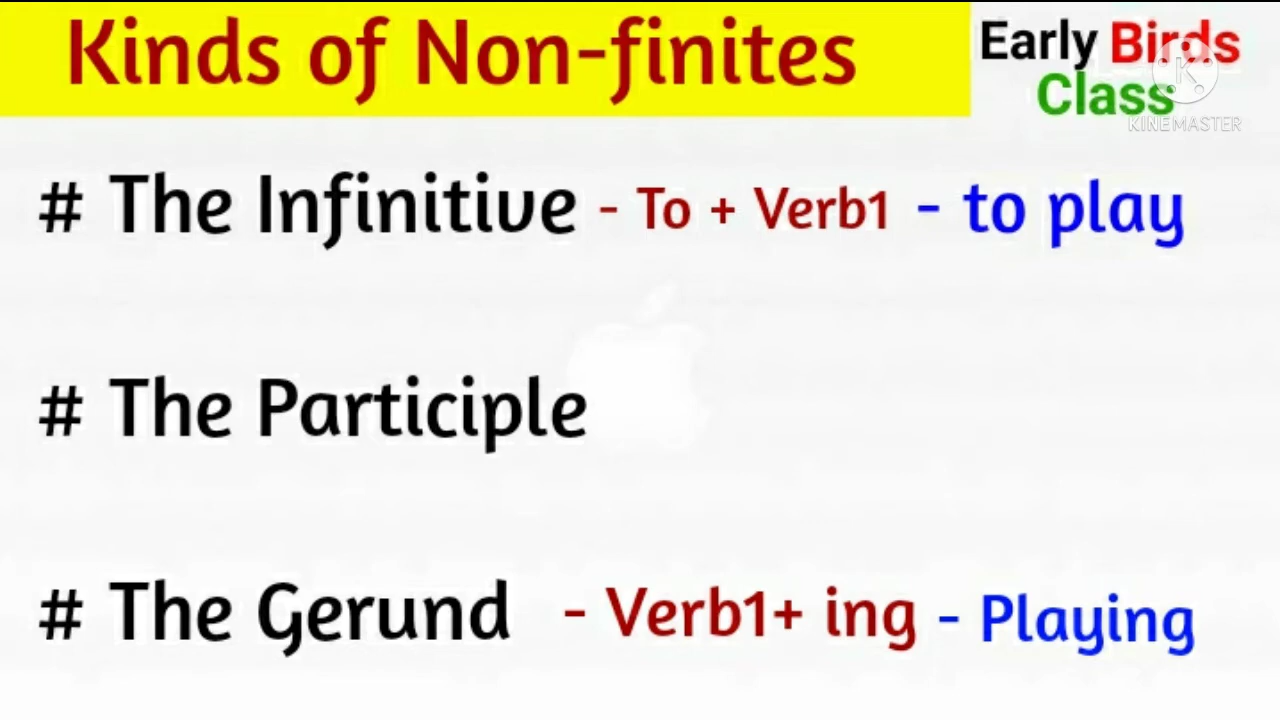 Kinds of Non-finites
Early Birds
Class
KINEMASTER
# The Infinitive - To + Verb1 - to play
# The Participle
# The Gerund - Verb1+ ing - Playing